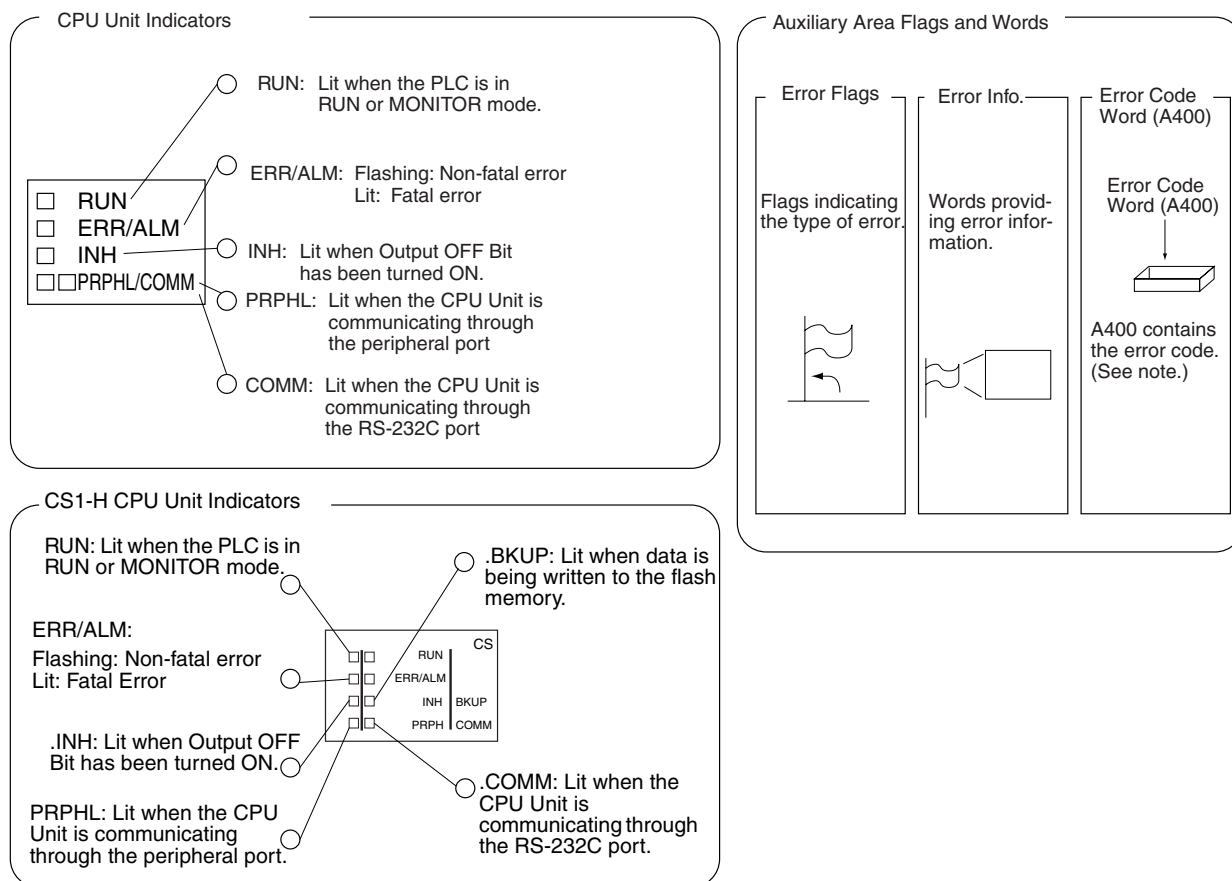 CPU Unit Indicators
RUN: Lit when the PLC is in
RUN or MONITOR mode.
ERR/ALM: Flashing: Non-fatal error
Lit: Fatal error
RUN
ERR/ALM
INH
PRPHL/COMM
INH: Lit when Output OFF Bit
has been turned ON.
PRPHL: Lit when the CPU Unit is
communicating through
the peripheral port
COMM: Lit when the CPU Unit is
communicating through
the RS-232C port
Auxiliary Area Flags and Words
Error Flags
Flags indicating
the type of error.
Error Info.
Words provid-
ing error infor-
mation.
Error Code
Word (A400)
Error Code
Word (A400)
A400 contains
the error code.
(See note.)
CS1-H CPU Unit Indicators
RUN: Lit when the PLC is in
RUN or MONITOR mode.
ERR/ALM:
Flashing: Non-fatal error
Lit: Fatal Error
.INH: Lit when Output OFF
Bit has been turned ON.
PRPHL: Lit when the CPU
Unit is communicating
through the peripheral port.
CS
RUN
ERR/ALM
INH BKUP
PRPH COMM
.BKUP: Lit when data is
being written to the flash
memory.
.COMM: Lit when the
CPU Unit is
communicating through
the RS-232C port.